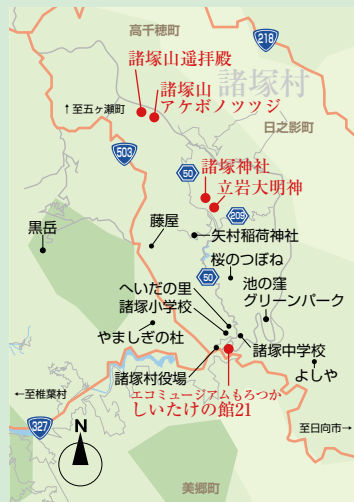 高千穂町
218
諸塚山遥拝殿
諸塚山
アケボノツツジ
諸塚村
↑至五ヶ瀬町
日之影町
503
50
諸塚神社
立岩大明神
209
藤屋
矢村稲荷神社
黒岳
桜のつぼね
50
池の窪
グリーンパーク
へいだの里
諸塚小学校
やましぎの杜
諸塚中学校
諸塚村役場
よしや
エコミュージアムもろつか
しいたけの館21
←至椎葉村
327
至日向市→
N
美郷町